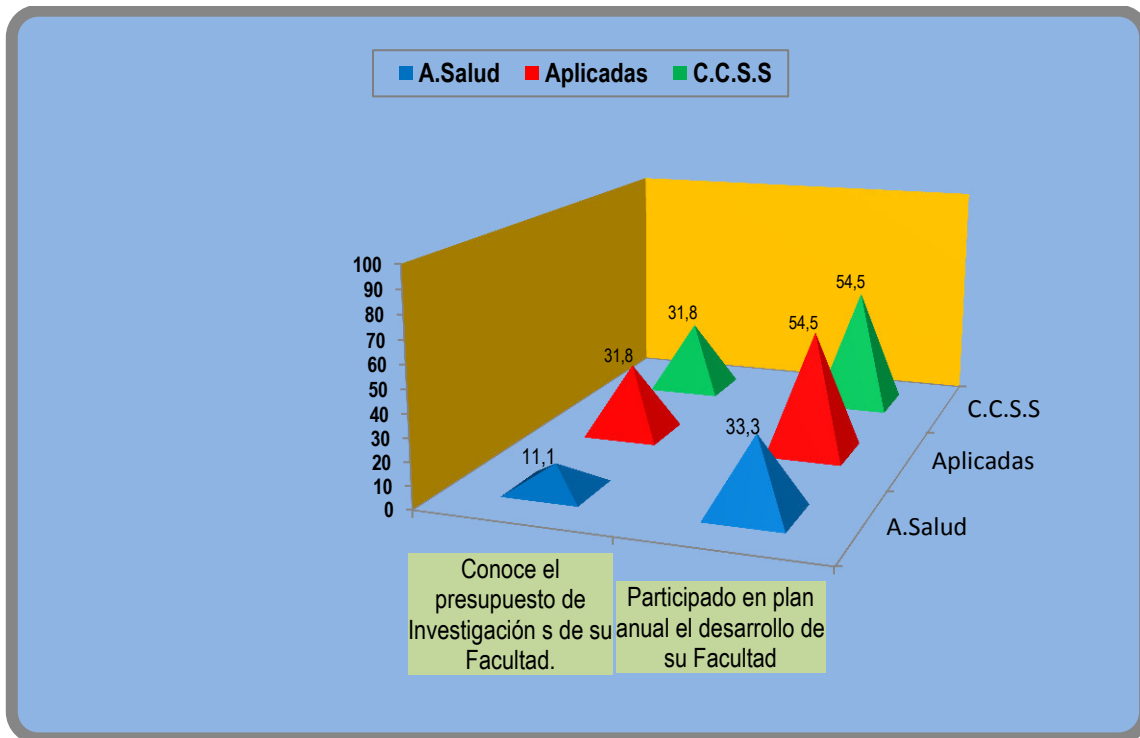 A.Salud Aplicadas C.C.S.S
100
90
80
70
60
50
40
30
20
10
0
54,5
31,8
54,5
31,8
33,3
11,1
C.C.S.S
Aplicadas
A.Salud
Conoce el
presupuesto de
Investigación s de su
Facultad.
Participado en plan
anual el desarrollo de
su Facultad